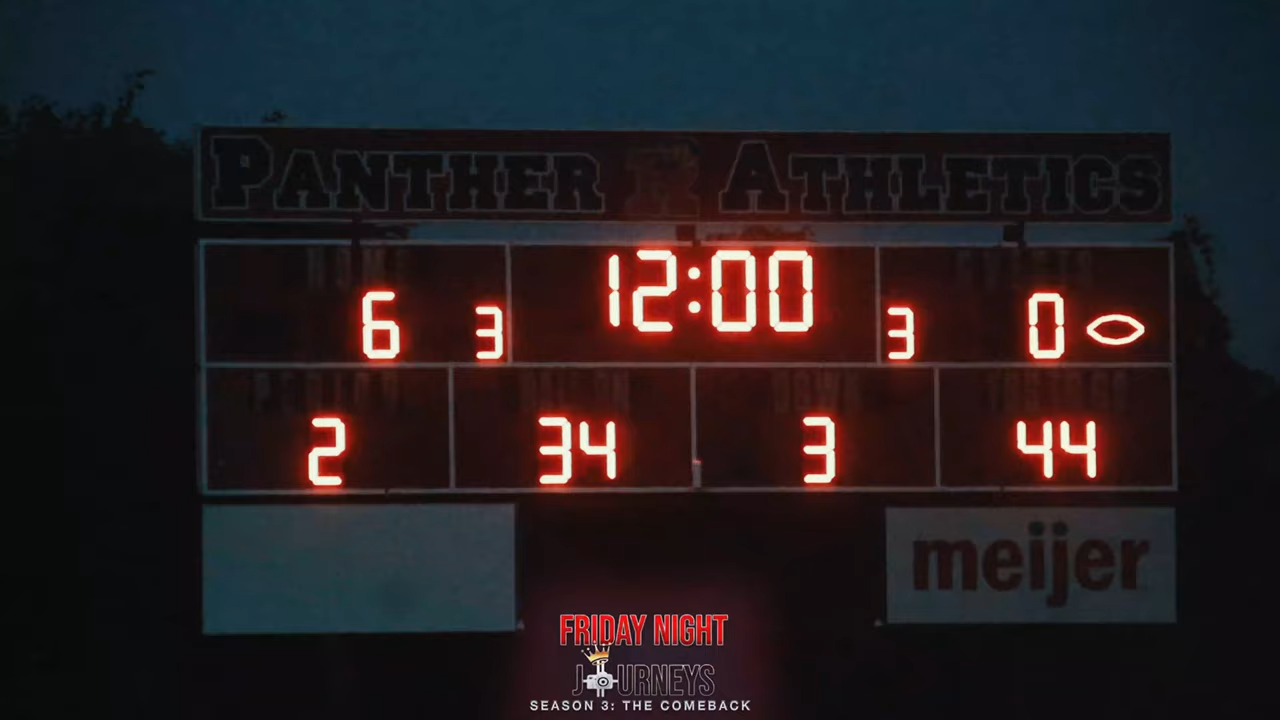 PANTHER R ATHLETICS
12:00
6 3 3 0
2 34 3 44
meijer
FRIDAY NIGHT
JOURNEYS
SEASON 3: THE COMEBACK